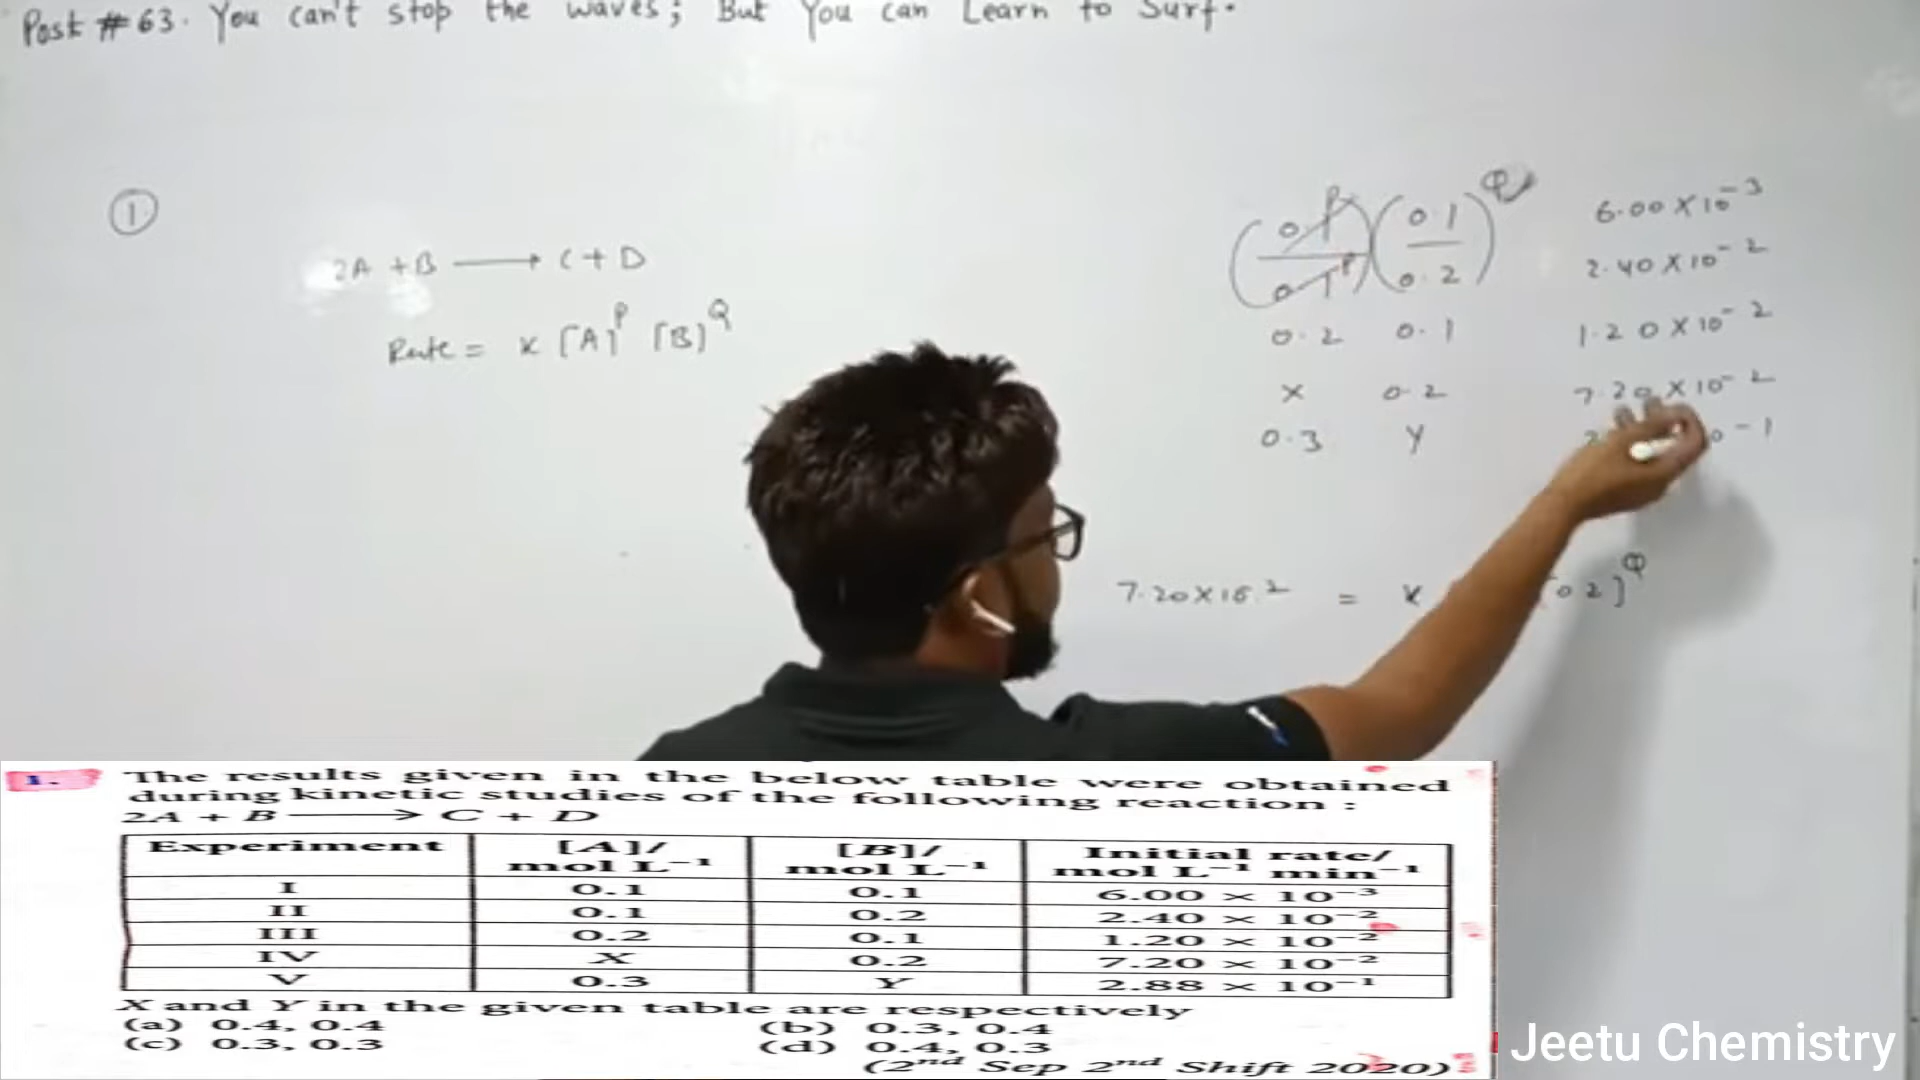 Post #63. You can't stop the waves; But You can Learn to Surf.
①
2A + B ⟶ C + D
Rate = K [A]^P [B]^Q
(0.1^P / 0.1^P) (0.1 / 0.2)^Q 6.00 × 10^-3
2.40 × 10^-2
0.2 0.1 1.20 × 10^-2
X 0.2 7.20 × 10^-2
0.3 Y
7.20 × 10^-2 = K 0.2]^Q
1. The results given in the below table were obtained
during kinetic studies of the following reaction :
2A + B ⟶ C + D
Experiment [A]/ mol L⁻¹ [B]/ mol L⁻¹ Initial rate/ mol L⁻¹ min⁻¹
I 0.1 0.1 6.00 × 10⁻³
II 0.1 0.2 2.40 × 10⁻²
III 0.2 0.1 1.20 × 10⁻²
IV X 0.2 7.20 × 10⁻²
V 0.3 Y 2.88 × 10⁻¹
X and Y in the given table are respectively
(a) 0.4, 0.4 (b) 0.3, 0.4
(c) 0.3, 0.3 (d) 0.4, 0.3
(2nd Sep 2nd Shift 2020)
Jeetu Chemistry